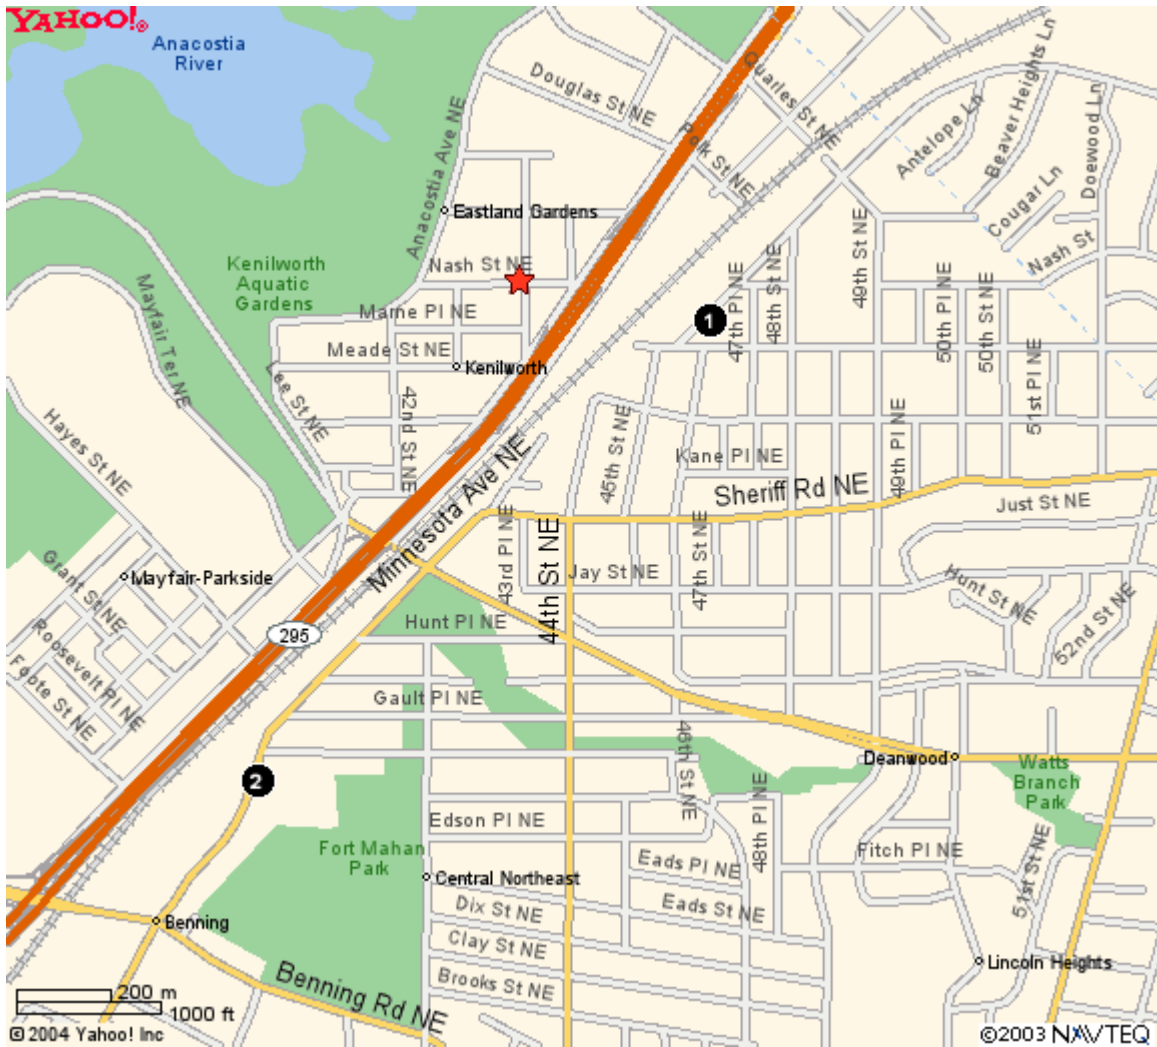 YAHOO!®
Anacostia
River
Douglas St NE
Quarles St NE
Polk St NE
Antelope Ln
Beaver Heights Ln
Doewood Ln
Cougar Ln
Nash St
Anacostia Ave NE
Eastland Gardens
Nash St NE
Kenilworth
Aquatic
Gardens
Marne Pl NE
Meade St NE
Kenilworth
Mayfair Ter NE
Lee St NE
42nd St NE
Hayes St NE
1
47th Pl NE
48th St NE
49th St NE
50th Pl NE
50th St NE
51st Pl NE
45th St NE
Kane Pl NE
49th Pl NE
Sheriff Rd NE
Just St NE
Minnesota Ave NE
43rd Pl NE
44th St NE
Jay St NE
47th St NE
Hunt St NE
52nd St NE
Mayfair-Parkside
Grant St NE
Roosevelt Pl NE
Foote St NE
295
Hunt Pl NE
Gault Pl NE
46th St NE
Deanwood
Watts
Branch
Park
2
Edson Pl NE
48th Pl NE
Fort Mahan
Park
Eads Pl NE
Fitch Pl NE
51st St NE
Central Northeast
Eads St NE
Dix St NE
Benning
Clay St NE
Lincoln Heights
Brooks St NE
Benning Rd NE
200 m
1000 ft
© 2004 Yahoo! Inc
©2003 NAVTEQ